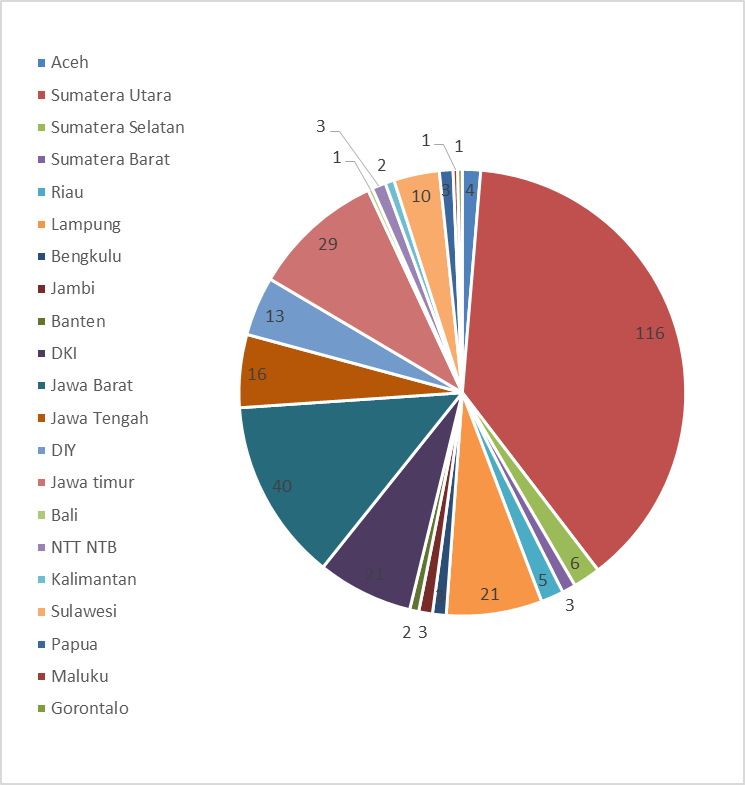 Aceh
Sumatera Utara
Sumatera Selatan
Sumatera Barat
Riau
Lampung
Bengkulu
Jambi
Banten
DKI
Jawa Barat
Jawa Tengah
DIY
Jawa timur
Bali
NTT NTB
Kalimantan
Sulawesi
Papua
Maluku
Gorontalo
4
116
6
3
5
21
3
2
21
40
16
13
29
1
3
2
10
3
1
1